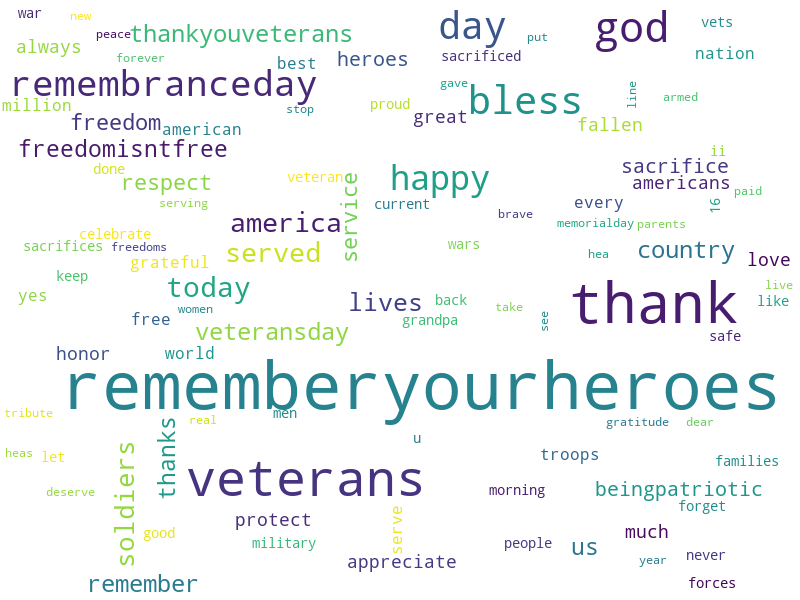 war
new
peace
thankyouveterans
day
god
vets
always
forever
best
heroes
sacrificed
put
nation
remembranceday
million
stop
proud
gave
bless
line
armed
freedom
american
great
fallen
freedomisntfree
done
respect
veteran
service
happy
sacrifice
ii
americans
serving
current
every
16
paid
celebrate
america
brave
memorialday
parents
sacrifices
freedoms
grateful
served
wars
hea
country
love
keep
yes
today
women
lives
back
grandpa
take
see
thank
live
like
free
veteransday
safe
honor
world
rememberyourheroes
tribute
real
men
gratitude
dear
heas
let
soldiers
thanks
u
troops
families
deserve
veterans
morning
beingpatriotic
forget
good
protect
serve
military
appreciate
people
us
much
year
never
remember
forces